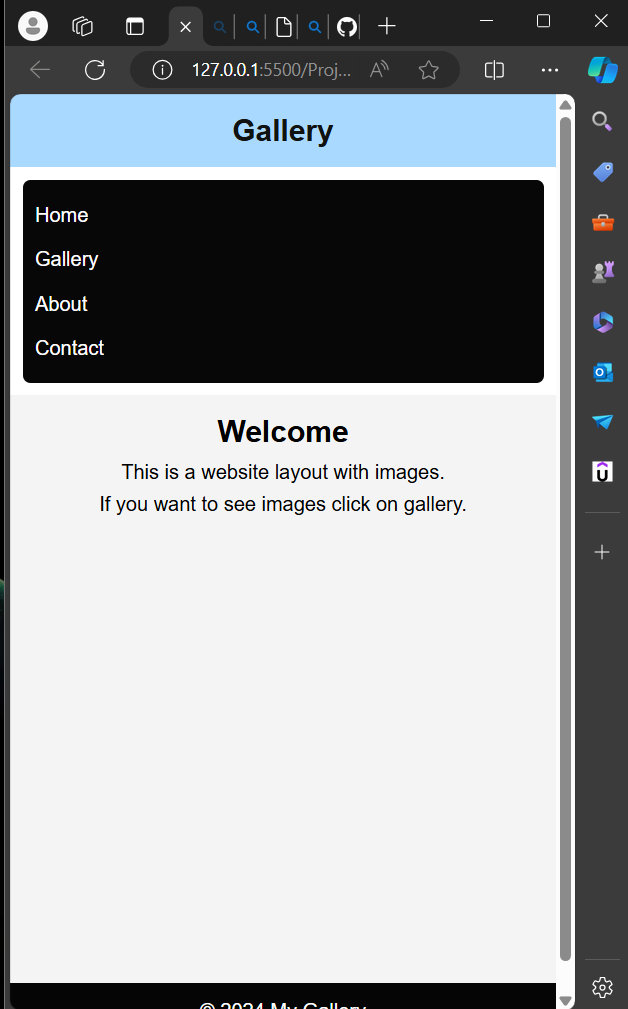 127.0.0.1:5500/Proj...
Gallery
Home
Gallery
About
Contact
Welcome
This is a website layout with images.
If you want to see images click on gallery.
© 2024 My Gallery